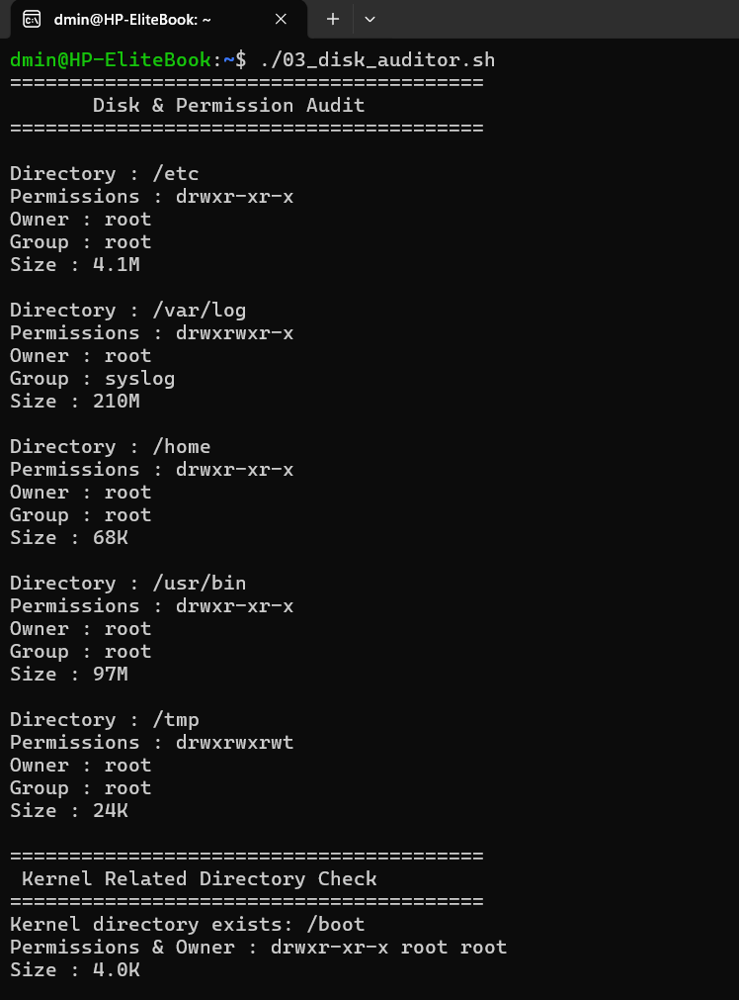 dmin@HP-EliteBook: ~
dmin@HP-EliteBook:~$ ./03_disk_auditor.sh
========================================
Disk & Permission Audit
========================================
Directory : /etc
Permissions : drwxr-xr-x
Owner : root
Group : root
Size : 4.1M
Directory : /var/log
Permissions : drwxrwxr-x
Owner : root
Group : syslog
Size : 210M
Directory : /home
Permissions : drwxr-xr-x
Owner : root
Group : root
Size : 68K
Directory : /usr/bin
Permissions : drwxr-xr-x
Owner : root
Group : root
Size : 97M
Directory : /tmp
Permissions : drwxrwxrwt
Owner : root
Group : root
Size : 24K
========================================
Kernel Related Directory Check
========================================
Kernel directory exists: /boot
Permissions & Owner : drwxr-xr-x root root
Size : 4.0K